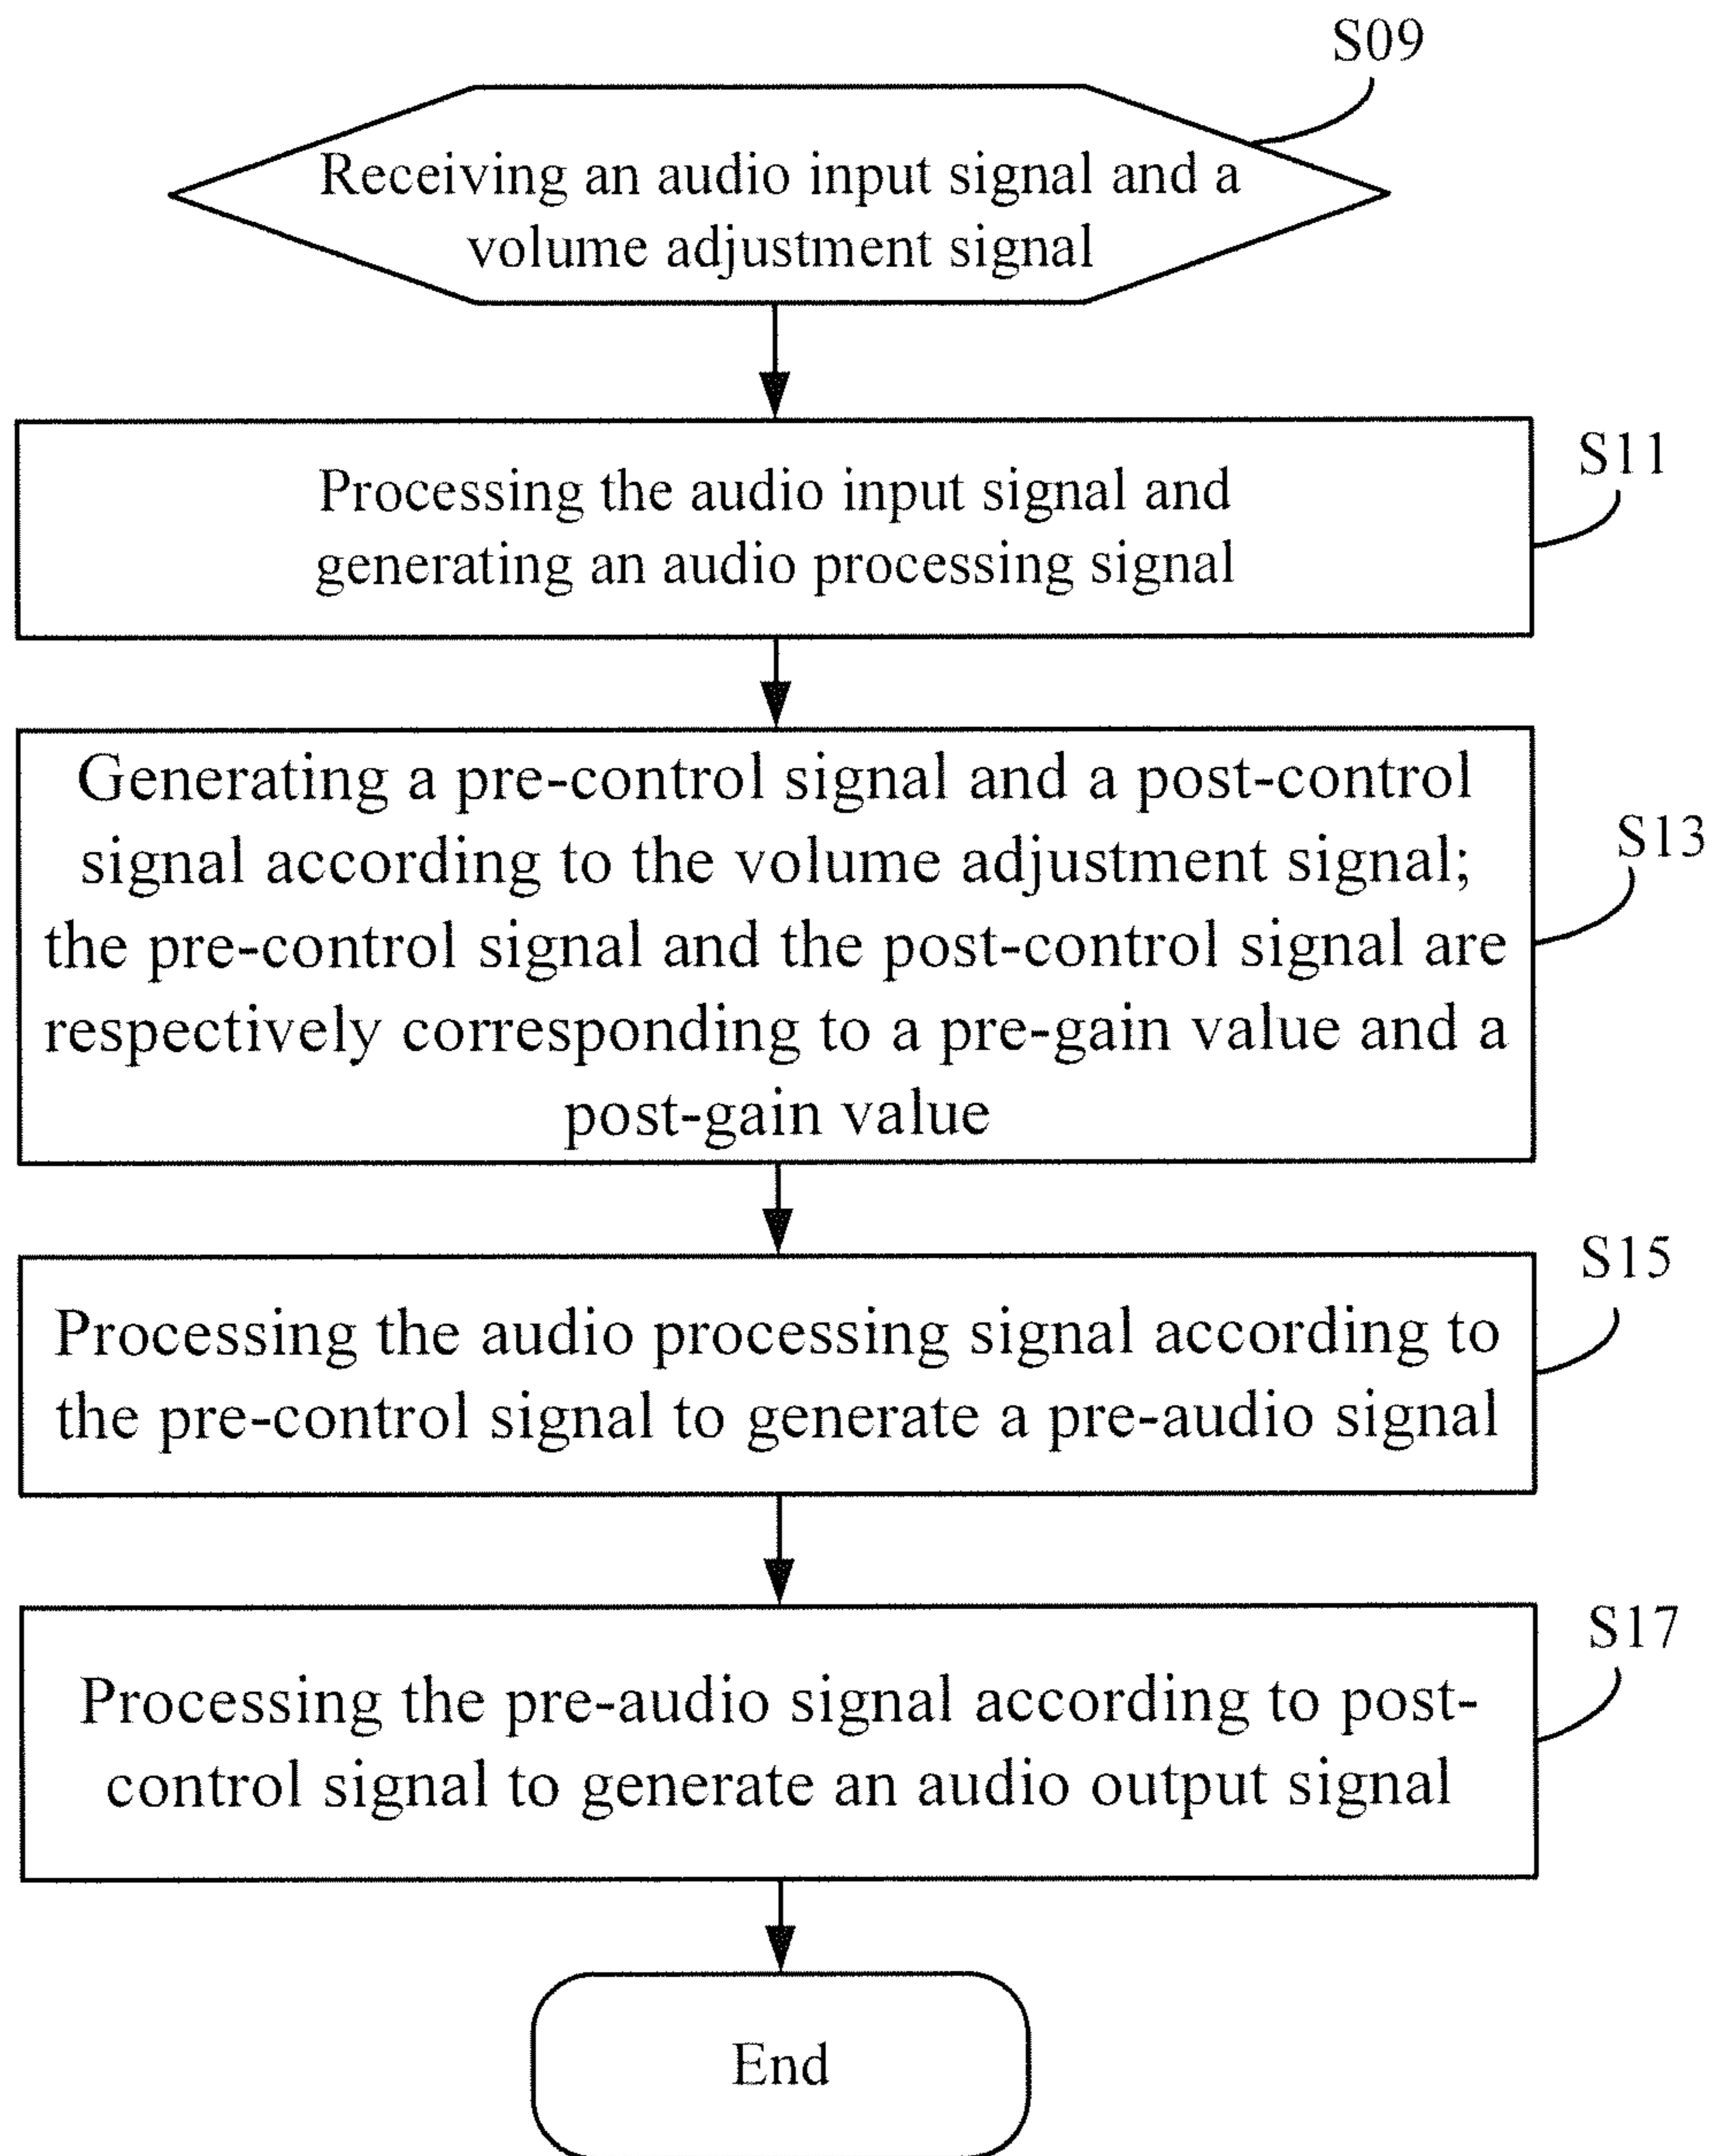 S09
Receiving an audio input signal and a
volume adjustment signal
S11
Processing the audio input signal and
generating an audio processing signal
Generating a pre-control signal and a post-control
signal according to the volume adjustment signal;
the pre-control signal and the post-control signal are
respectively corresponding to a pre-gain value and a
post-gain value
S13
S15
Processing the audio processing signal according to
the pre-control signal to generate a pre-audio signal
S17
Processing the pre-audio signal according to post-
control signal to generate an audio output signal
End